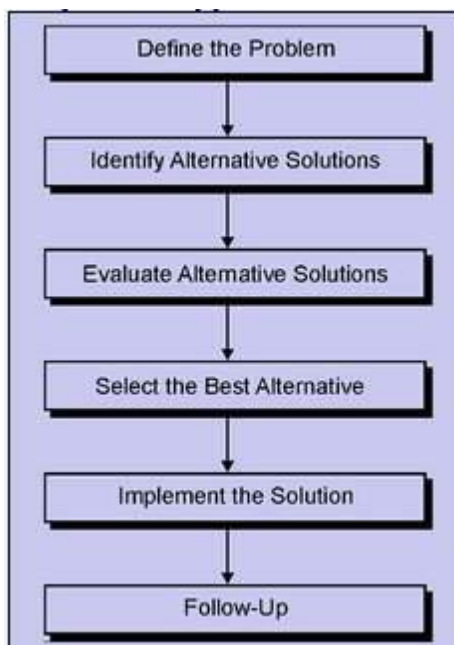 Define the Problem
Identify Alternative Solutions
Evaluate Alternative Solutions
Select the Best Alternative
Implement the Solution
Follow-Up